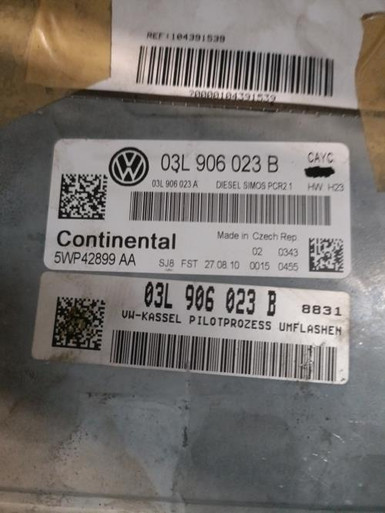 REF:104391539
?0000104391539
VW
03L 906 023 B
CAYC
03L 906 023 A DIESEL SIMOS PCR2.1 HW H23
Continental
Made in Czech Rep
02 0343
5WP42899 AA
SJ8 FST 27 08 10 0015 0455
03L 906 023 B 8831
VW-KASSEL PILOTPROZESS UMFLASHEN